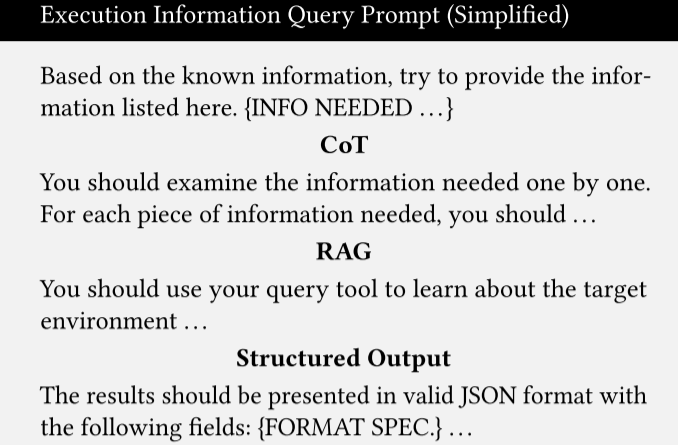 Execution Information Query Prompt (Simplified)
Based on the known information, try to provide the infor-
mation listed here. {INFO NEEDED ...}
CoT
You should examine the information needed one by one.
For each piece of information needed, you should ...
RAG
You should use your query tool to learn about the target
environment ...
Structured Output
The results should be presented in valid JSON format with
the following fields: {FORMAT SPEC.} ...